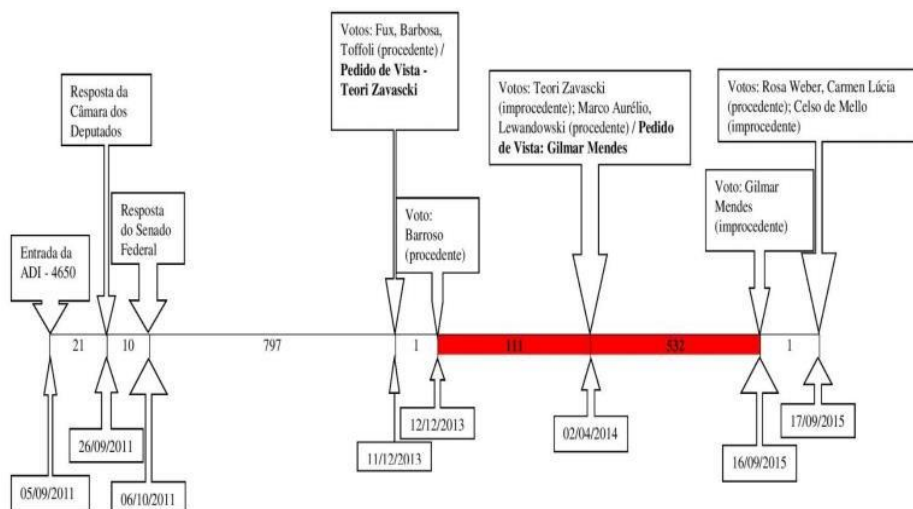 Entrada da
ADI - 4650
Resposta da
Câmara dos
Deputados
Resposta
do Senado
Federal
Votos: Fux, Barbosa,
Toffoli (procedente) /
Pedido de Vista -
Teori Zavascki
Voto:
Barroso
(procedente)
Votos: Teori Zavascki
(improcedente); Marco Aurélio,
Lewandowski (procedente) / Pedido
de Vista: Gilmar Mendes
Voto: Gilmar
Mendes
(improcedente)
Votos: Rosa Weber, Carmen Lúcia
(procedente); Celso de Mello
(improcedente)
21
10
797
1
111
532
1
05/09/2011
26/09/2011
06/10/2011
11/12/2013
12/12/2013
02/04/2014
16/09/2015
17/09/2015